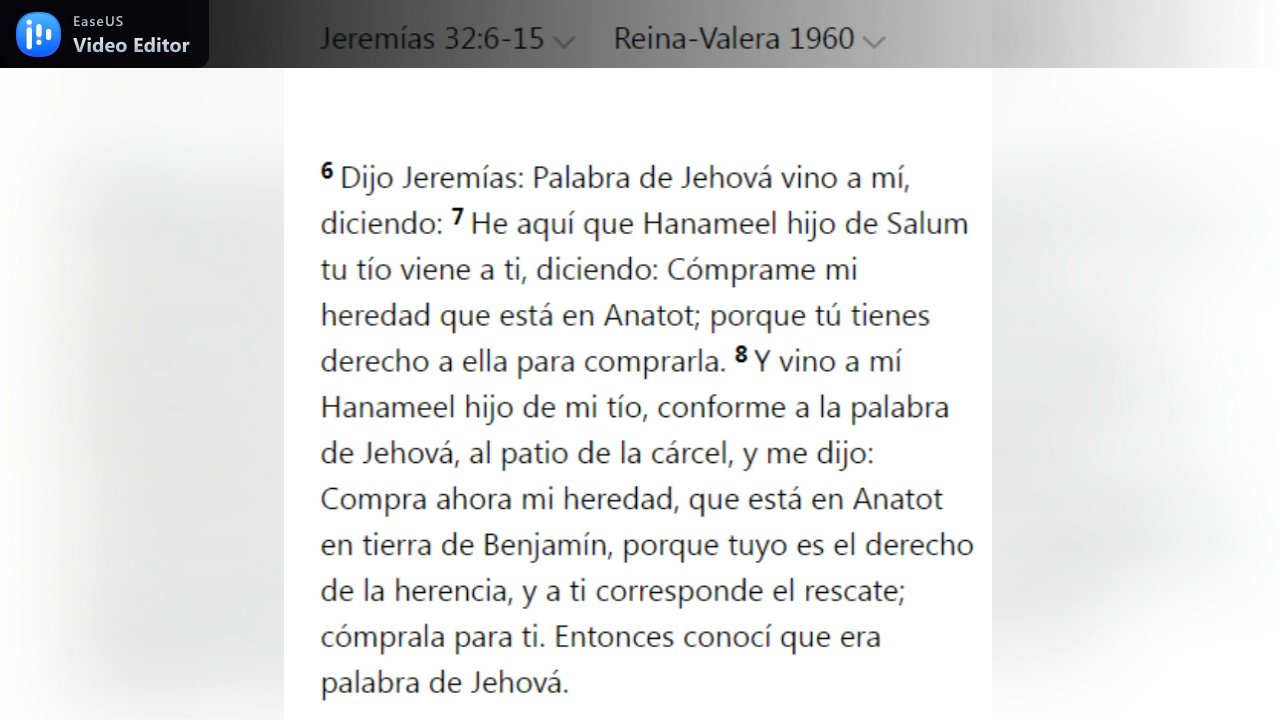 EaseUS
Video Editor
Jeremías 32:6-15 Reina-Valera 1960
6 Dijo Jeremías: Palabra de Jehová vino a mí,
diciendo: 7 He aquí que Hanameel hijo de Salum
tu tío viene a ti, diciendo: Cómprame mi
heredad que está en Anatot; porque tú tienes
derecho a ella para comprarla. 8 Y vino a mí
Hanameel hijo de mi tío, conforme a la palabra
de Jehová, al patio de la cárcel, y me dijo:
Compra ahora mi heredad, que está en Anatot
en tierra de Benjamín, porque tuyo es el derecho
de la herencia, y a ti corresponde el rescate;
cómprala para ti. Entonces conocí que era
palabra de Jehová.